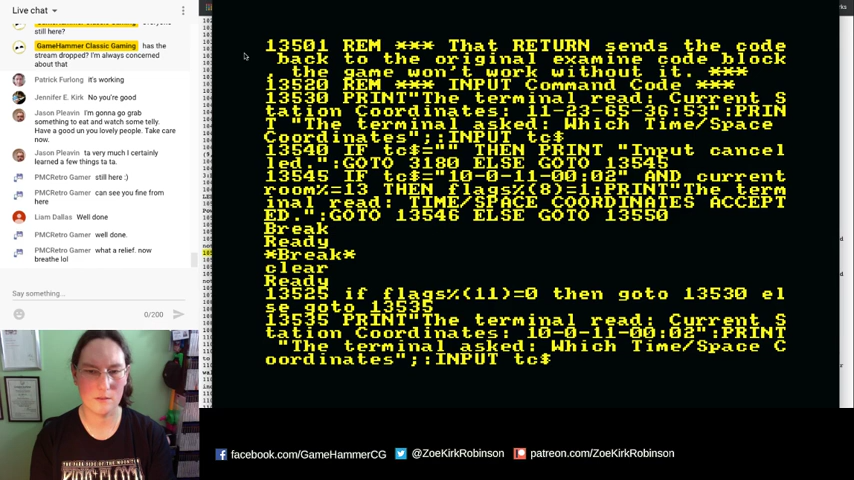 Live chat
still here?
GameHammer Classic Gaming has the
stream dropped? I'm always concerned
about that
Patrick Furlong It's working
Jennifer E. Kirk No you're good
Jason Pleavin I'm gonna go grab
something to eat and watch some telly.
Have a good un you lovely people. Take care
now.
Jason Pleavin ta very much I certainly
learned a few things ta ta.
PMCRetro Gamer still here :)
PMCRetro Gamer can see you fine from
here
Liam Dallas Well done
PMCRetro Gamer well done.
PMCRetro Gamer what a relief. now
breathe lol
Say something...
0/200
13501 REM *** That RETURN sends the code
back to the original examine code block
, the game won't work without it. ***
13520 REM *** INPUT Command Code ***
13530 PRINT"The terminal read: Current S
tation Coordinates: 11-23-65-36:53":PRIN
T "The terminal asked: Which Time/Space
Coordinates";:INPUT tc$
13540 IF tc$="" THEN PRINT "Input cancel
led.":GOTO 3180 ELSE GOTO 13545
13545 IF tc$="10-0-11-00:02" AND current
room%=13 THEN flags%(8)=1:PRINT"The term
inal read: TIME/SPACE COORDINATES ACCEPT
ED.":GOTO 13546 ELSE GOTO 13550
Break
Ready
*Break*
clear
Ready
13525 if flags%(11)=0 then goto 13530 el
se goto 13535
13535 PRINT"The terminal read: Current S
tation Coordinates: 10-0-11-00:02":PRINT
"The terminal asked: Which Time/Space C
oordinates";:INPUT tc$
facebook.com/GameHammerCG
@ZoeKirkRobinson
patreon.com/ZoeKirkRobinson